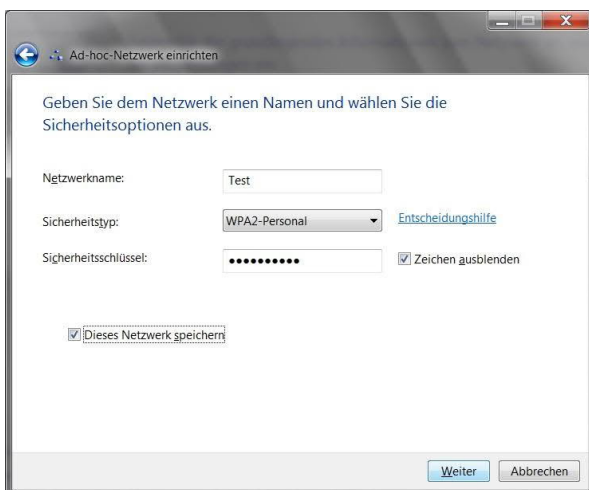 Ad-hoc-Netzwerk einrichten
Geben Sie dem Netzwerk einen Namen und wählen Sie die
Sicherheitsoptionen aus.
Netzwerkname:
Test
Sicherheitstyp:
WPA2-Personal
Entscheidungshilfe
Sicherheitsschlüssel:
●●●●●●●●●●
Zeichen ausblenden
Dieses Netzwerk speichern
Weiter
Abbrechen